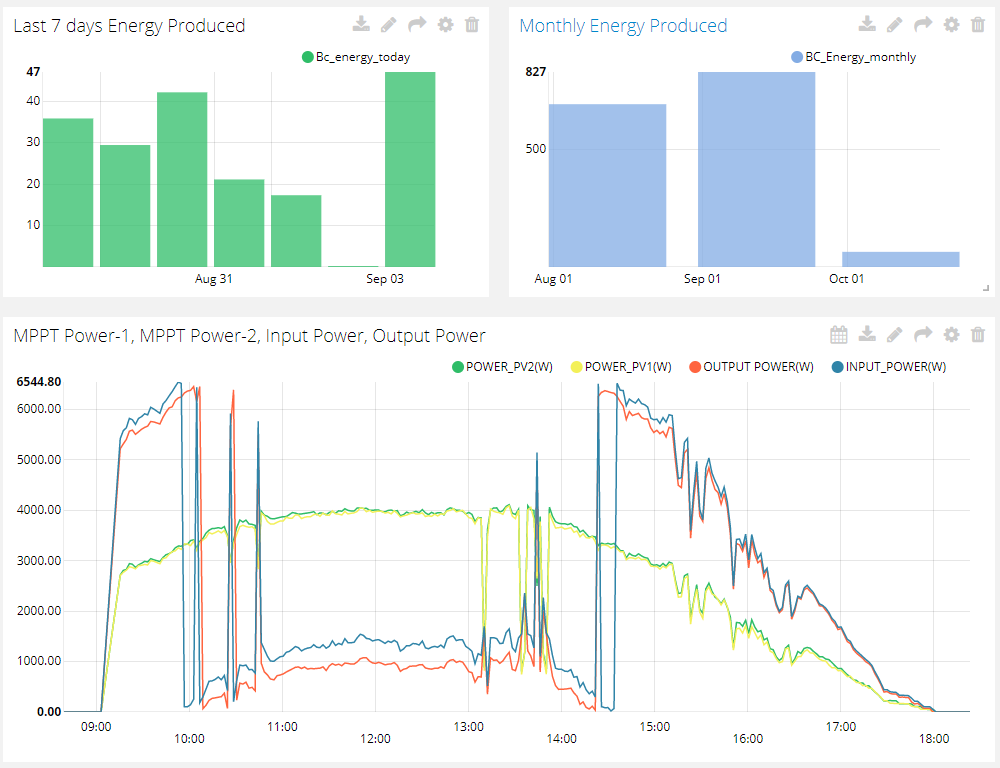 Last 7 days Energy Produced
Bc_energy_today
47
40
30
20
10
Aug 31
Sep 03
Monthly Energy Produced
BC_Energy_monthly
827
500
Aug 01
Sep 01
Oct 01
MPPT Power-1, MPPT Power-2, Input Power, Output Power
POWER_PV2(W) POWER_PV1(W) OUTPUT POWER(W) INPUT_POWER(W)
6544.80
6000.00
5000.00
4000.00
3000.00
2000.00
1000.00
0.00
09:00 11:00 13:00 15:00 17:00
10:00 12:00 14:00 16:00 18:00